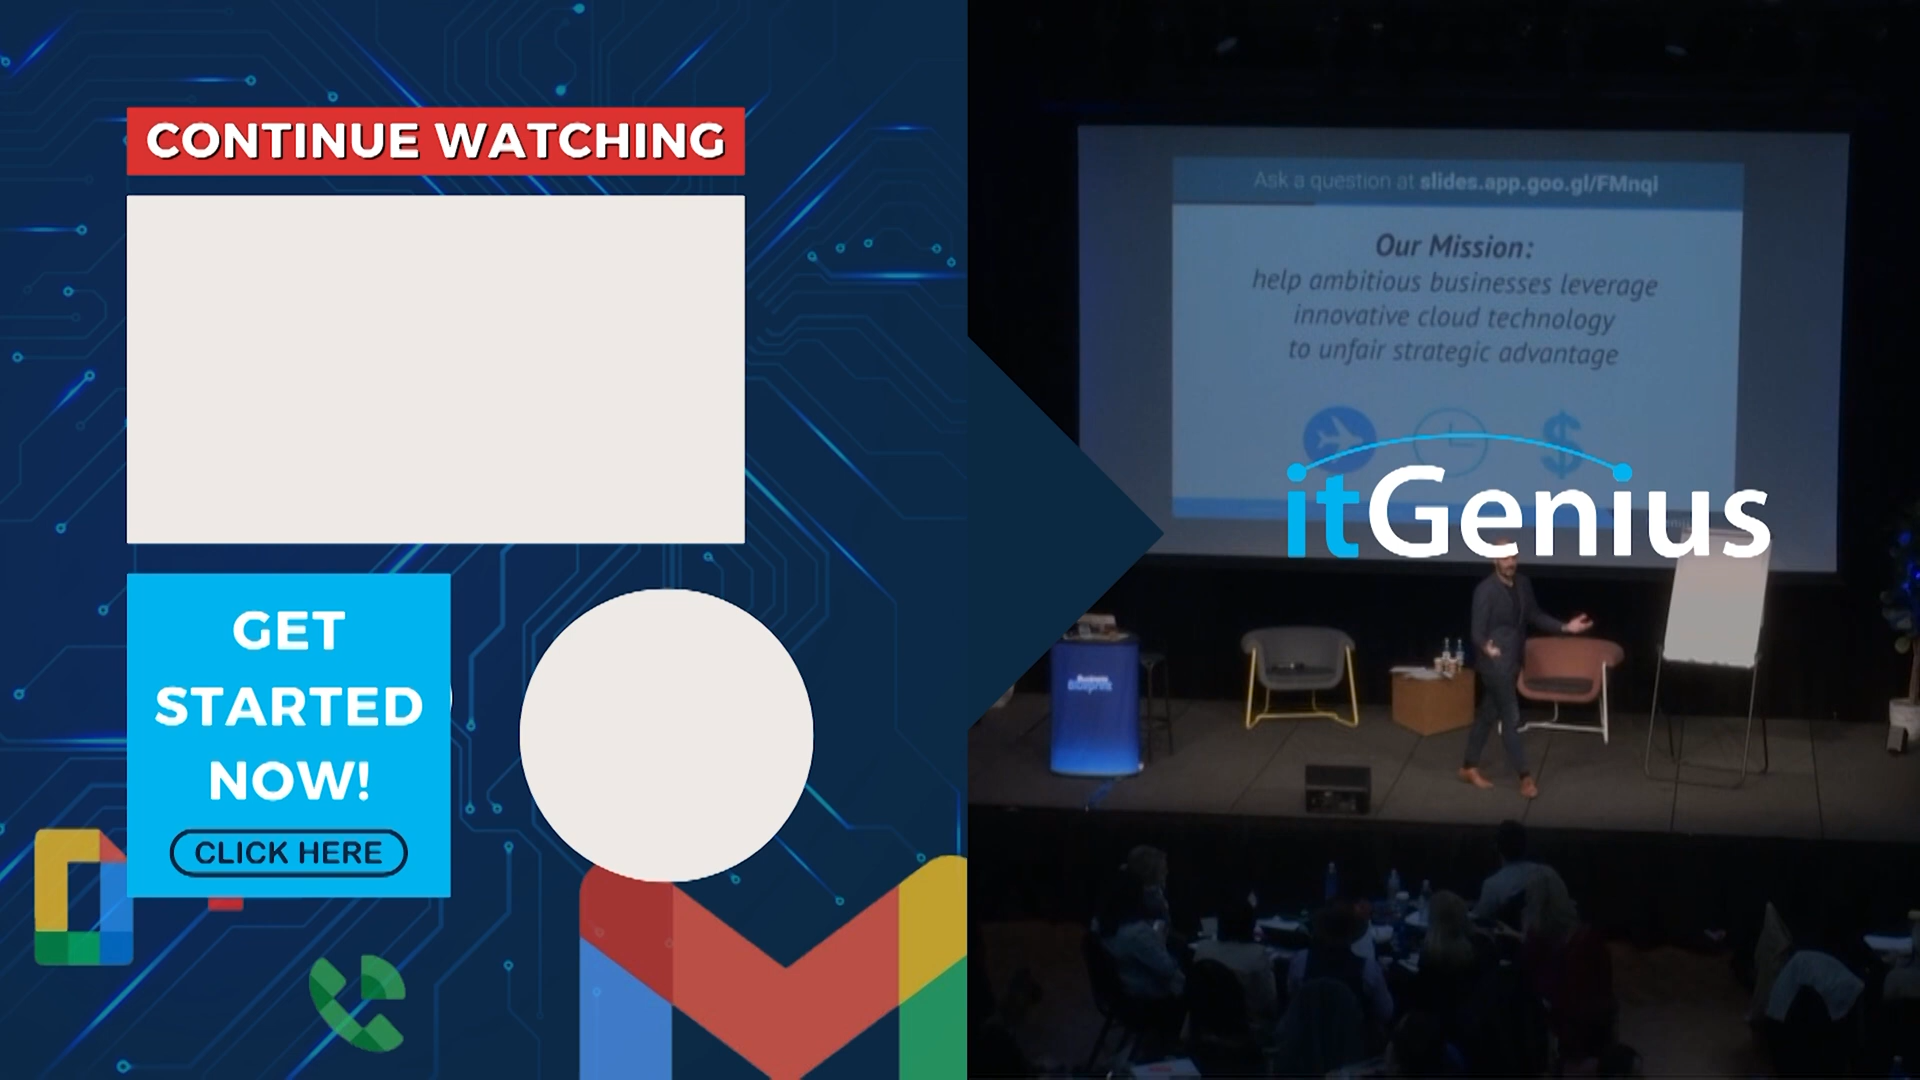 CONTINUE WATCHING
GET
STARTED
NOW!
CLICK HERE
Ask a question at slides.app.goo.gl/FMnqi
Our Mission:
help ambitious businesses leverage
innovative cloud technology
to unfair strategic advantage
itGenius